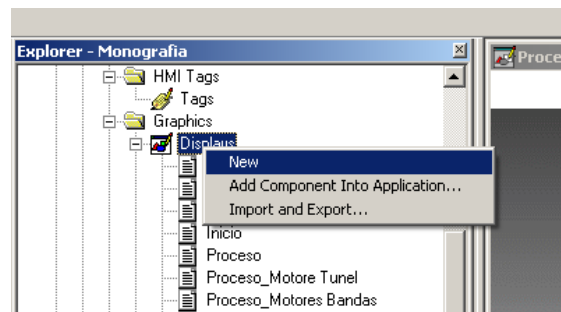 Explorer - Monografia
Proce
HMI Tags
Tags
Graphics
Displays
New
Add Component Into Application...
Import and Export...
Inicio
Proceso
Proceso_Motore Tunel
Proceso_Motores Bandas